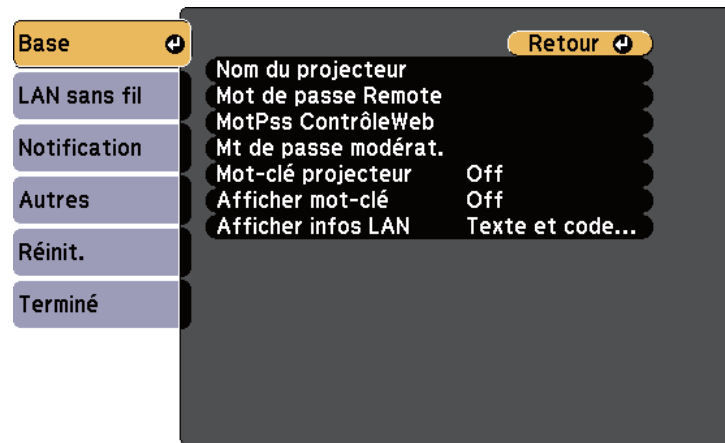 Base
LAN sans fil
Notification
Autres
Réinit.
Terminé
Retour
Nom du projecteur
Mot de passe Remote
MotPss ContrôleWeb
Mt de passe modérat.
Mot-clé projecteur Off
Afficher mot-clé Off
Afficher infos LAN Texte et code...